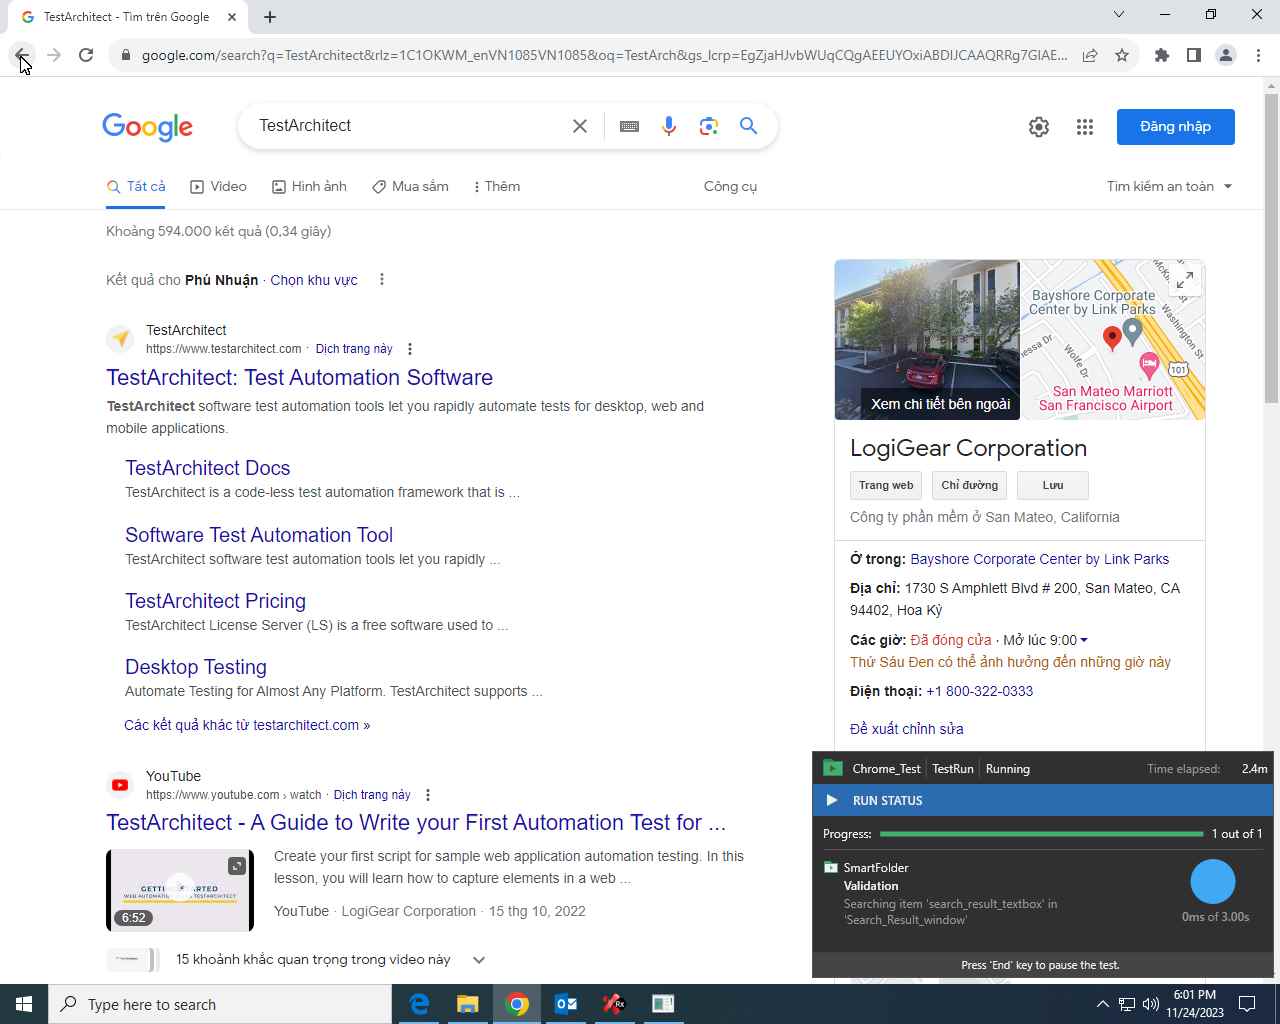 TestArchitect - Tìm trên Google
google.com/search?q=TestArchitect&rlz=1C1OKWM_enVN1085VN1085&oq=TestArch&gs_lcrp=EgZjaHJvbWUqCQgAEEUYOxiABDIJCAAQRRg7GIAE...
Google
TestArchitect
Đăng nhập
Tất cả
Video
Hình ảnh
Mua sắm
Thêm
Công cụ
Tìm kiếm an toàn
Khoảng 594.000 kết quả (0,34 giây)
Kết quả cho Phú Nhuận · Chọn khu vực
TestArchitect
https://www.testarchitect.com · Dịch trang này
TestArchitect: Test Automation Software
TestArchitect software test automation tools let you rapidly automate tests for desktop, web and
mobile applications.
TestArchitect Docs
TestArchitect is a code-less test automation framework that is ...
Software Test Automation Tool
TestArchitect software test automation tools let you rapidly ...
TestArchitect Pricing
TestArchitect License Server (LS) is a free software used to ...
Desktop Testing
Automate Testing for Almost Any Platform. TestArchitect supports ...
Các kết quả khác từ testarchitect.com »
YouTube
https://www.youtube.com › watch · Dịch trang này
TestArchitect - A Guide to Write your First Automation Test for ...
6:52
Create your first script for sample web application automation testing. In this
lesson, you will learn how to capture elements in a web ...
YouTube · LogiGear Corporation · 15 thg 10, 2022
15 khoảnh khắc quan trọng trong video này
Xem chi tiết bên ngoài
Bayshore Corporate
Center by Link Parks
Washington St
Wolfe Dr
101
San Mateo Marriott
San Francisco Airport
LogiGear Corporation
Trang web
Chỉ đường
Lưu
Công ty phần mềm ở San Mateo, California
Ở trong: Bayshore Corporate Center by Link Parks
Địa chỉ: 1730 S Amphlett Blvd # 200, San Mateo, CA
94402, Hoa Kỳ
Các giờ: Đã đóng cửa · Mở lúc 9:00
Thứ Sáu Đen có thể ảnh hưởng đến những giờ này
Điện thoại: +1 800-322-0333
Đề xuất chỉnh sửa
Chrome_Test
TestRun
Running
Time elapsed: 2.4m
RUN STATUS
Progress: 1 out of 1
SmartFolder
Validation
Searching item 'search_result_textbox' in
'Search_Result_window'
0ms of 3.00s
Press 'End' key to pause the test.
Type here to search
6:01 PM
11/24/2023